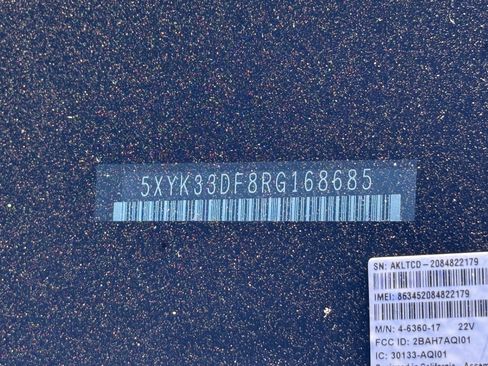 5XYK33DF8RG168685
SN: AKLTCD-2084822179
IMEI: 863452084822179
M/N: 4-6360-17 22V
FCC ID: 2BAH7AQI01
IC: 30133-AQI01